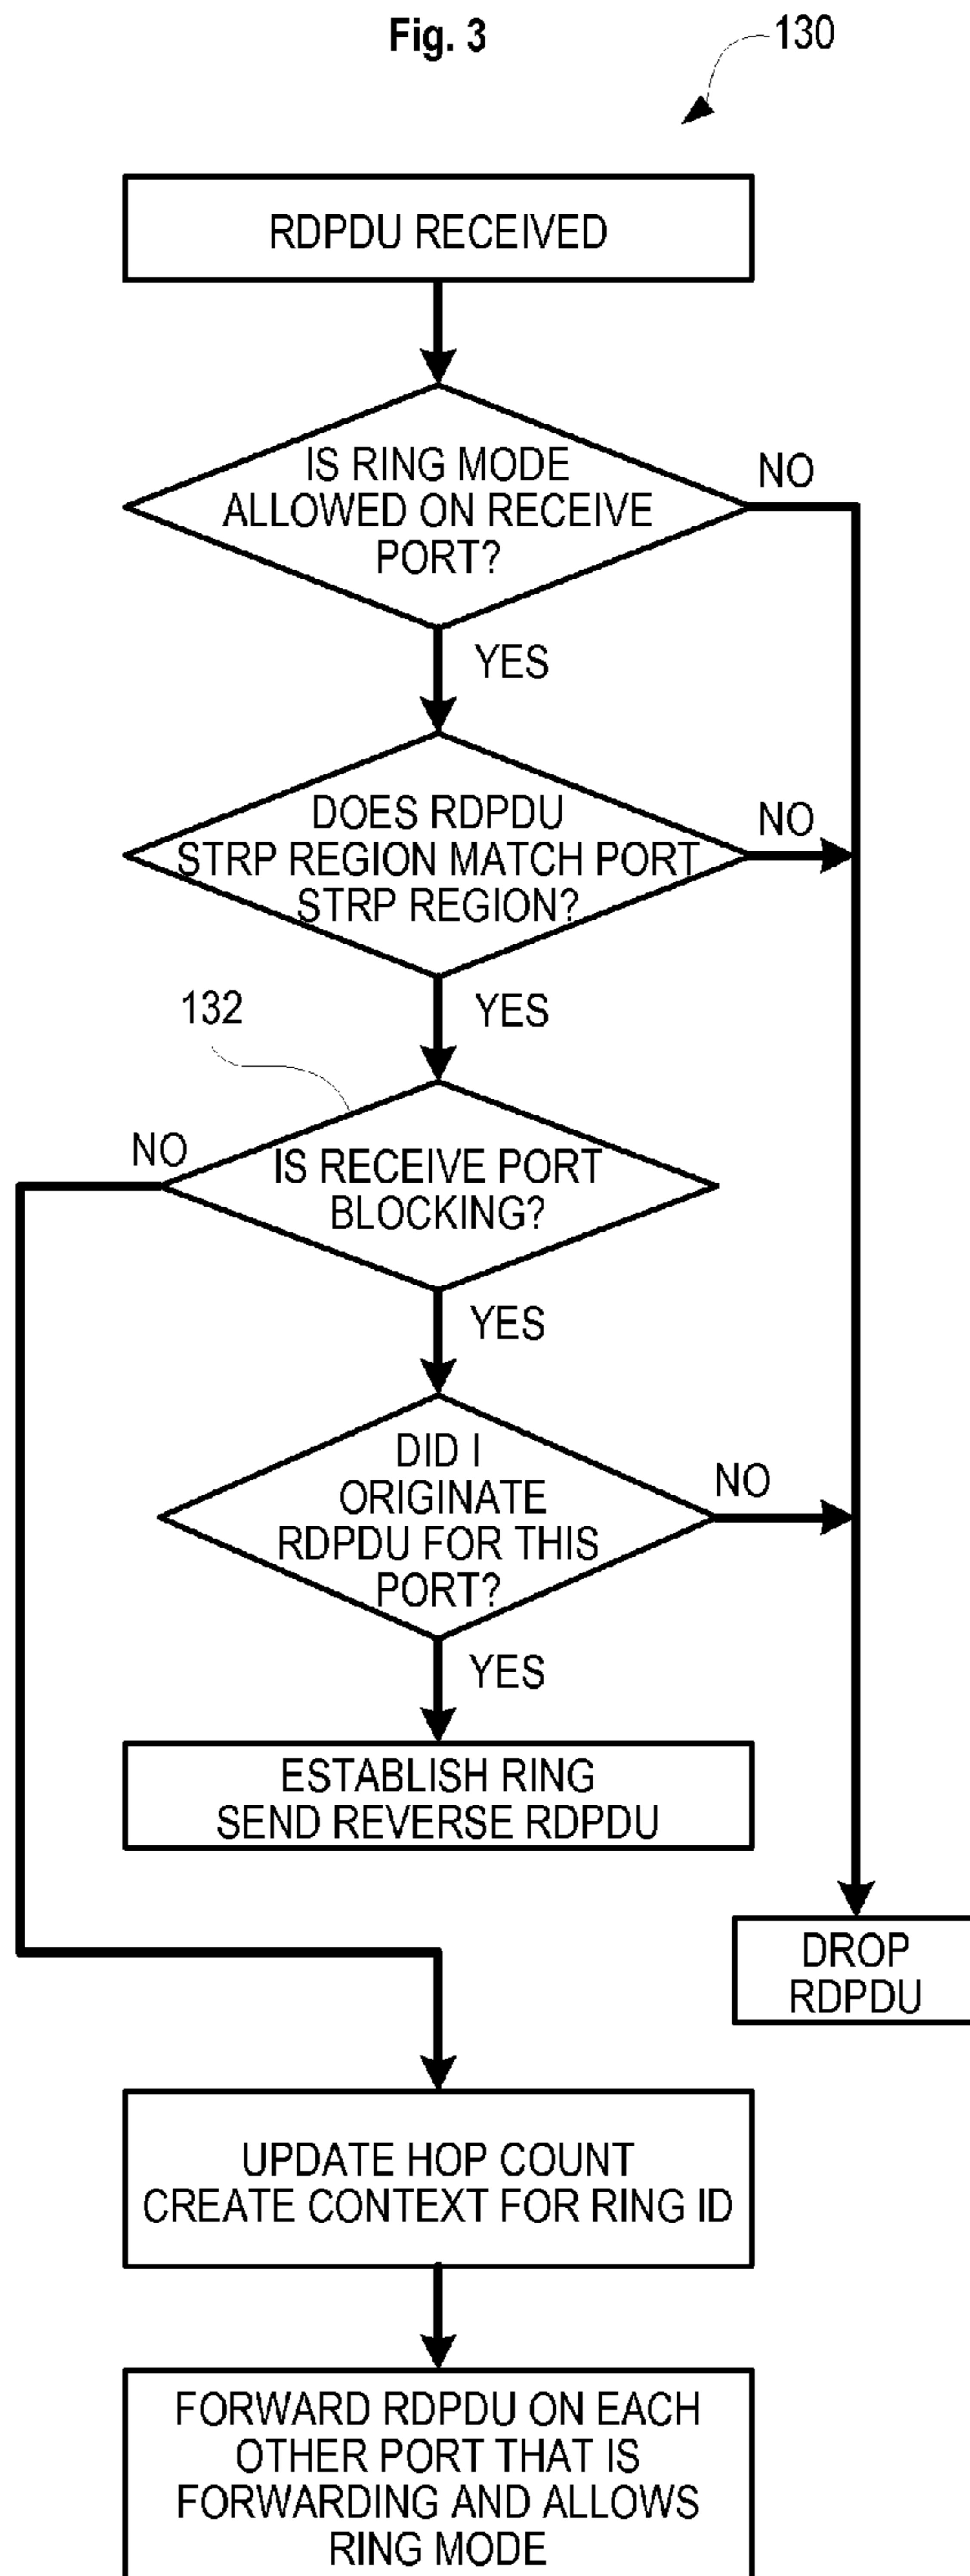 Fig. 3
130
RDPDU RECEIVED
IS RING MODE
ALLOWED ON RECEIVE
PORT?
NO
YES
DOES RDPDU
STRP REGION MATCH PORT
STRP REGION?
NO
YES
132
NO
IS RECEIVE PORT
BLOCKING?
YES
DID I
ORIGINATE
RDPDU FOR THIS
PORT?
NO
YES
ESTABLISH RING
SEND REVERSE RDPDU
DROP
RDPDU
UPDATE HOP COUNT
CREATE CONTEXT FOR RING ID
FORWARD RDPDU ON EACH
OTHER PORT THAT IS
FORWARDING AND ALLOWS
RING MODE